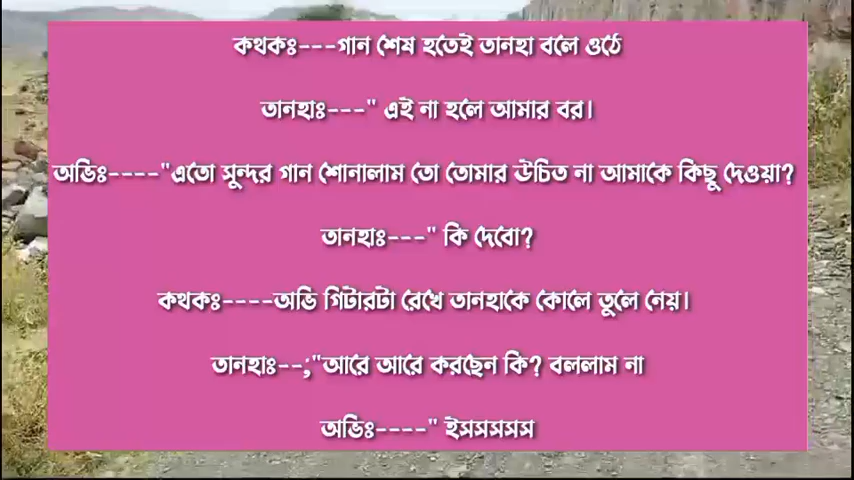 কথকঃ---গান শেষ হতেই তানহা বলে ওঠে
তানহাঃ---" এই না হলে আমার বর।
অভিঃ----"এতো সুন্দর গান শোনালাম তো তোমার উচিত না আমাকে কিছু দেওয়া?
তানহাঃ---" কি দেবো?
কথকঃ----অভি গিটারটা রেখে তানহাকে কোলে তুলে নেয়।
তানহাঃ--;"আরে আরে করছেন কি? বললাম না
অভিঃ----" ইসসসসস